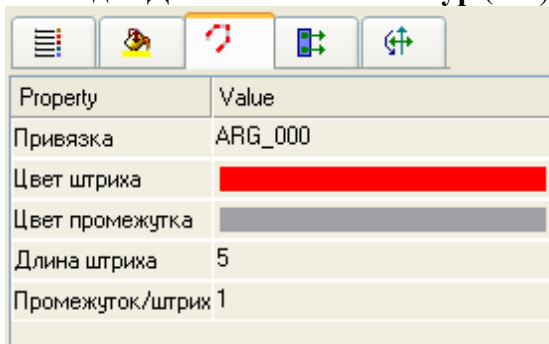 Property Value
Привязка ARG_000
Цвет штриха
Цвет промежутка
Длина штриха 5
Промежуток/штрих 1